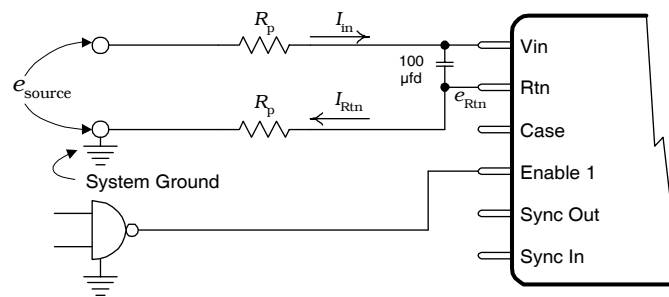 R_p
I_in
Vin
100
μfd
e_source
R_p
I_Rtn
e_Rtn
Rtn
Case
System Ground
Enable 1
Sync Out
Sync In